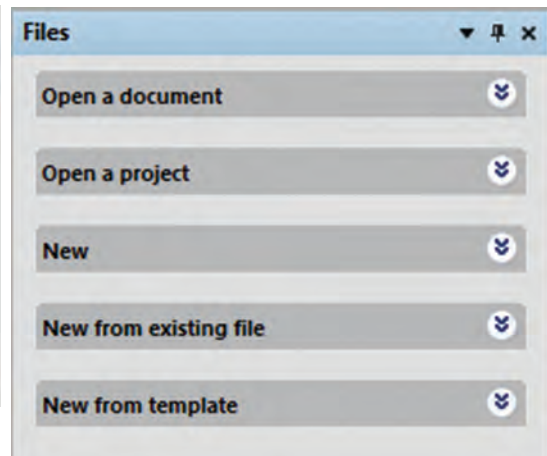 Files
Open a document
Open a project
New
New from existing file
New from template